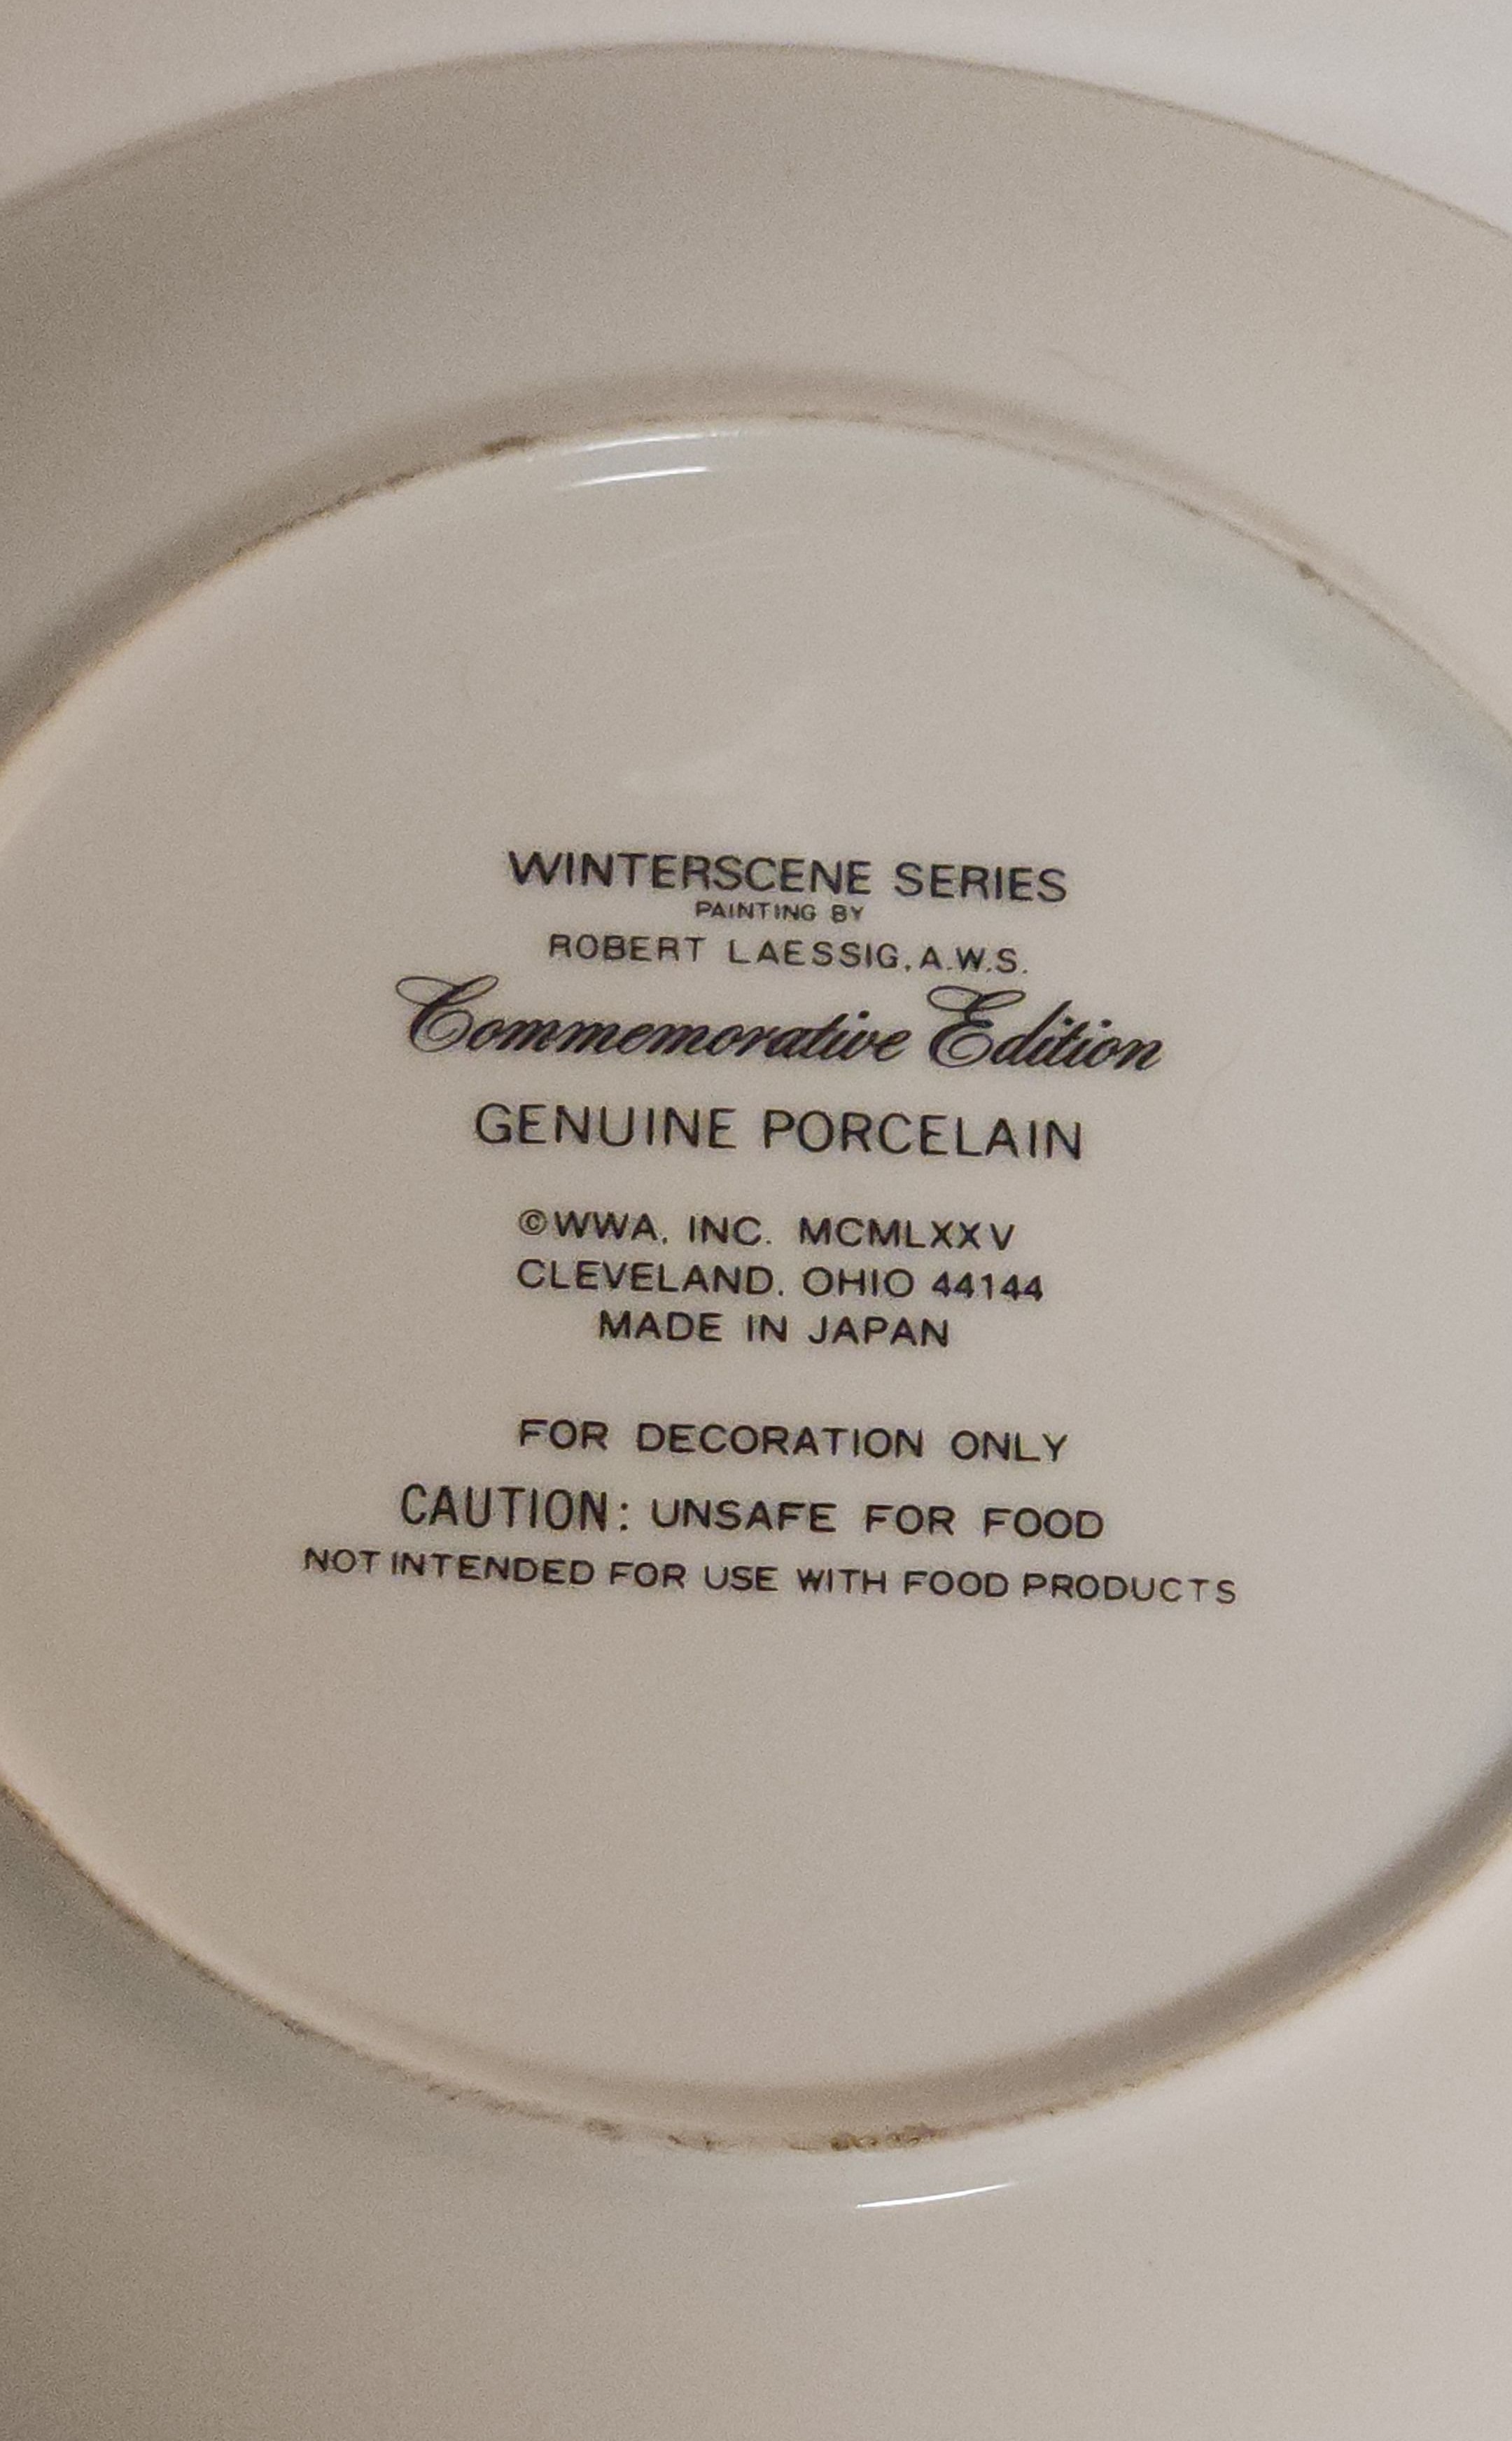 WINTERSCENE SERIES
PAINTING BY
ROBERT LAESSIG, A.W.S.
Commemorative Edition
GENUINE PORCELAIN
©WWA, INC. MCMLXXV
CLEVELAND, OHIO 44144
MADE IN JAPAN
FOR DECORATION ONLY
CAUTION: UNSAFE FOR FOOD
NOT INTENDED FOR USE WITH FOOD PRODUCTS